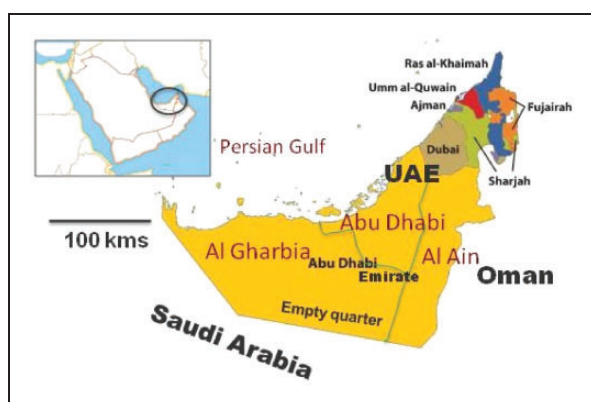 Ras al-Khaimah
Umm al-Quwain
Ajman
Fujairah
Persian Gulf
Dubai
UAE
Sharjah
100 kms
Abu Dhabi
Al Gharbia
Al Ain
Abu Dhabi
Emirate
Oman
Empty quarter
Saudi Arabia